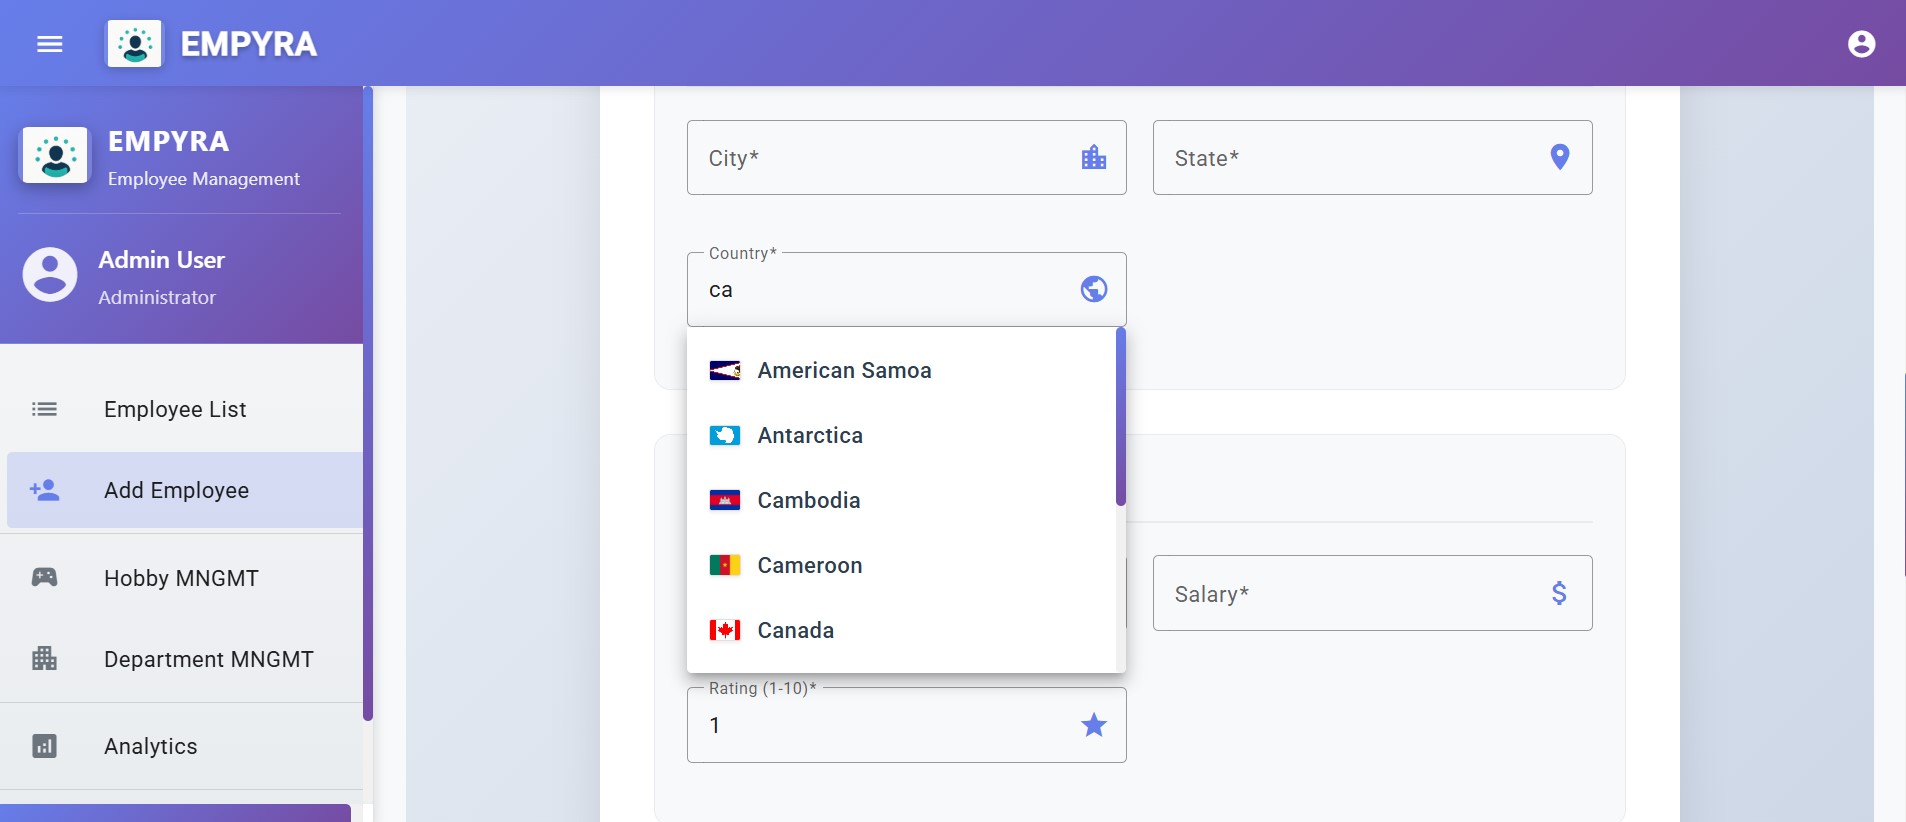 EMPYRA
EMPYRA
Employee Management
Admin User
Administrator
Employee List
Add Employee
Hobby MNGMT
Department MNGMT
Analytics
City*
State*
Country*
ca
American Samoa
Antarctica
Cambodia
Cameroon
Canada
Salary*
$
Rating (1-10)*
1